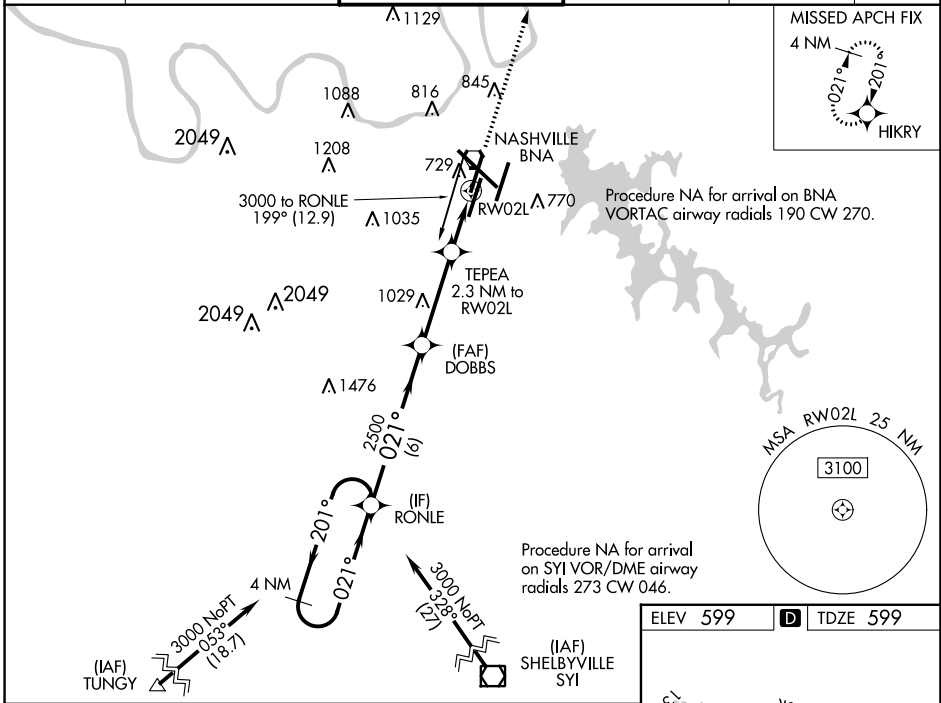 1129
MISSED APCH FIX
4 NM
021°
201°
HIKRY
1088
816
845
2049
1208
NASHVILLE
BNA
729
3000 to RONLE
199° (12.9)
1035
RW02L
770
Procedure NA for arrival on BNA
VORTAC airway radials 190 CW 270.
TEPEA
2.3 NM to
RW02L
1029
2049
2049
(FAF)
DOBBS
1476
2500
021°
(6)
MSA RW02L 25 NM
3100
(IF)
RONLE
201°
021°
4 NM
Procedure NA for arrival
on SYI VOR/DME airway
radials 273 CW 046.
3000 NoPT
053°
(18.7)
3000 NoPT
328°
(27)
(IAF)
TUNGY
(IAF)
SHELBYVILLE
SYI
ELEV 599
D
TDZE 599